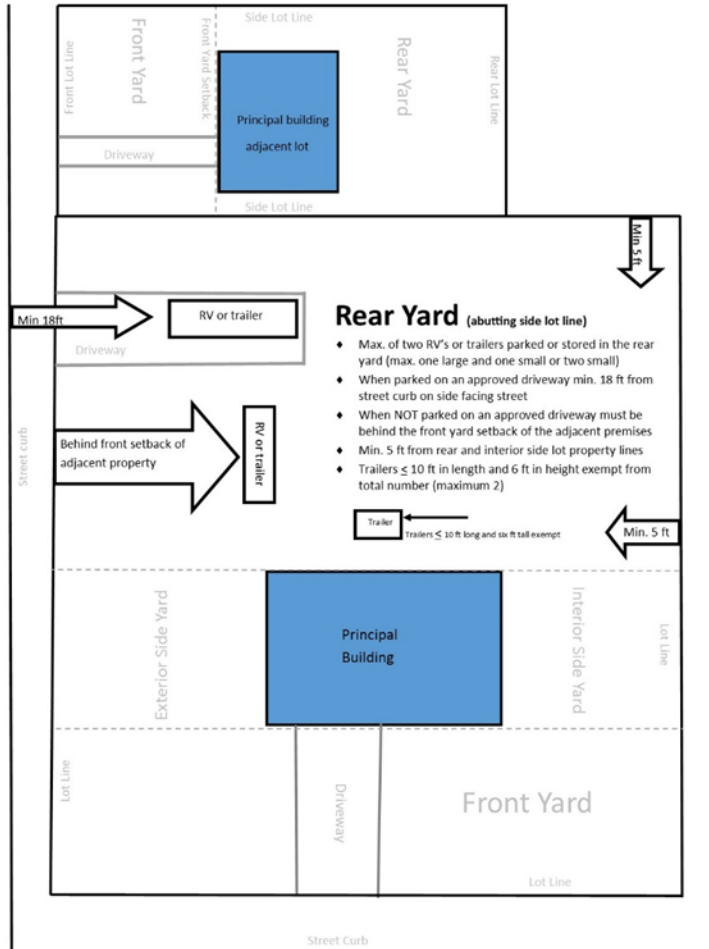 Side Lot Line
Front Lot Line
Front Yard
Front Yard Setback
Rear Yard
Rear Lot Line
Principal building
adjacent lot
Driveway
Side Lot Line
Min 5 ft
Min 18ft
RV or trailer
Driveway
Rear Yard (abutting side lot line)
♦ Max. of two RV's or trailers parked or stored in the rear
yard (max. one large and one small or two small)
♦ When parked on an approved driveway min. 18 ft from
street curb on side facing street
♦ When NOT parked on an approved driveway must be
behind the front yard setback of the adjacent premises
♦ Min. 5 ft from rear and interior side lot property lines
♦ Trailers ≤ 10 ft in length and 6 ft in height exempt from
total number (maximum 2)
Street curb
Behind front setback of
adjacent property
RV or trailer
Trailer
Trailers ≤ 10 ft long and six ft tall exempt
Min. 5 ft
Exterior Side Yard
Principal
Building
Interior Side Yard
Lot Line
Lot Line
Driveway
Front Yard
Lot Line
Street Curb